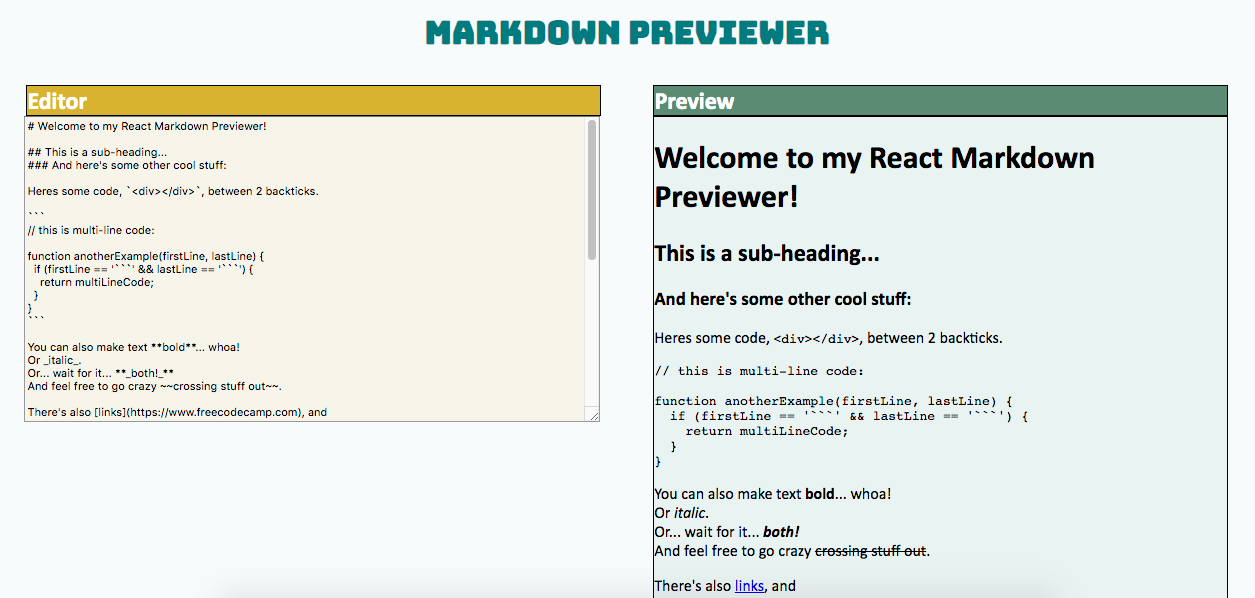 MARKDOWN PREVIEWER
Editor
# Welcome to my React Markdown Previewer!
## This is a sub-heading...
### And here's some other cool stuff:
Heres some code, `<div></div>`, between 2 backticks.
```
// this is multi-line code:
function anotherExample(firstLine, lastLine) {
  if (firstLine == '```' && lastLine == '```') {
    return multiLineCode;
  }
}
```
You can also make text **bold**... whoa!
Or _italic_.
Or... wait for it... **_both!_**
And feel free to go crazy ~~crossing stuff out~~.
There's also [links](https://www.freecodecamp.com), and
Preview
Welcome to my React Markdown
Previewer!
This is a sub-heading...
And here's some other cool stuff:
Heres some code, <div></div>, between 2 backticks.
// this is multi-line code:
function anotherExample(firstLine, lastLine) {
  if (firstLine == '```' && lastLine == '```') {
    return multiLineCode;
  }
}
You can also make text bold... whoa!
Or italic.
Or... wait for it... both!
And feel free to go crazy crossing stuff out.
There's also links, and